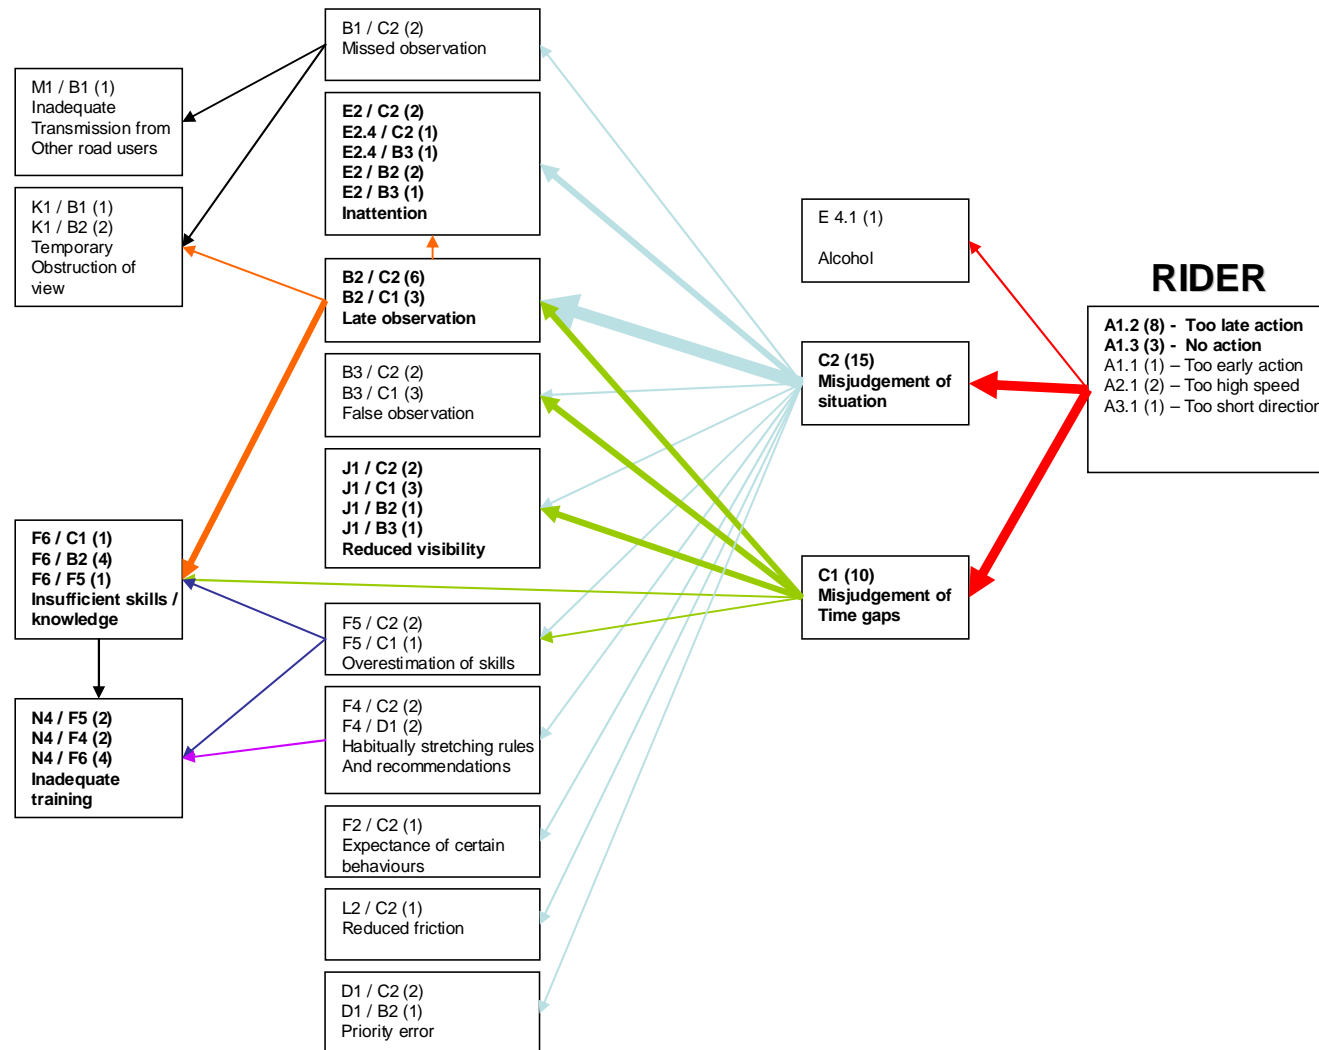 B1 / C2 (2)
Missed observation
M1 / B1 (1)
Inadequate
Transmission from
Other road users
E2 / C2 (2)
E2.4 / C2 (1)
E2.4 / B3 (1)
E2 / B2 (2)
E2 / B3 (1)
Inattention
K1 / B1 (1)
K1 / B2 (2)
Temporary
Obstruction of
view
E 4.1 (1)
Alcohol
B2 / C2 (6)
B2 / C1 (3)
Late observation
RIDER
A1.2 (8) -  Too late action
A1.3 (3) -  No action
A1.1 (1) – Too early action
A2.1 (2) – Too high speed
A3.1 (1) – Too short direction
C2 (15)
Misjudgement of
situation
B3 / C2 (2)
B3 / C1 (3)
False observation
J1 / C2 (2)
J1 / C1 (3)
J1 / B2 (1)
J1 / B3 (1)
Reduced visibility
F6 / C1 (1)
F6 / B2 (4)
F6 / F5 (1)
Insufficient skills /
knowledge
C1 (10)
Misjudgement of
Time gaps
F5 / C2 (2)
F5 / C1 (1)
Overestimation of skills
N4 / F5 (2)
N4 / F4 (2)
N4 / F6 (4)
Inadequate
training
F4 / C2 (2)
F4 / D1 (2)
Habitually stretching rules
And recommendations
F2 / C2 (1)
Expectance of certain
behaviours
L2 / C2 (1)
Reduced friction
D1 / C2 (2)
D1 / B2 (1)
Priority error